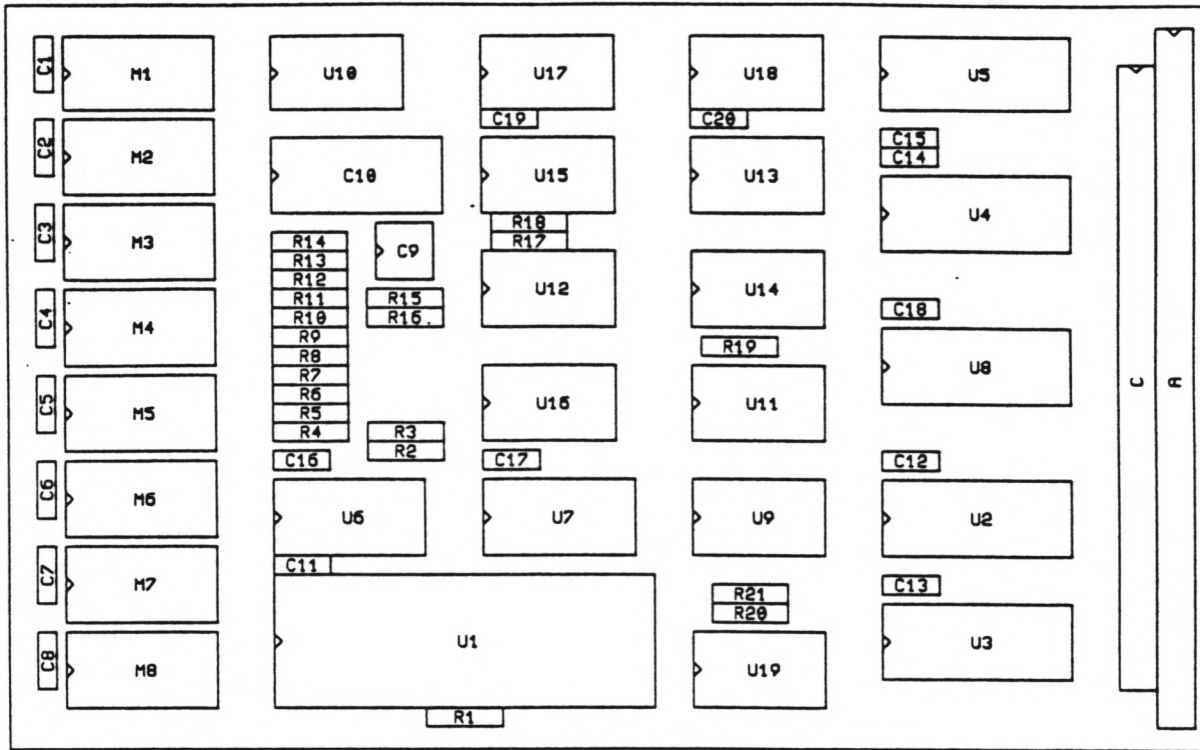 C1 M1 U10 U17 U18 U5
C19 C20
C2 M2 C10 U15 U13 C15
C14
C3 M3 R14 C9 R18 U4
R13 R17
R12
C4 M4 R11 R15 U12 U14 C18
R10 R16
R9 R19
R8 U8 C A
R7
C5 M5 R6 U16 U11
R5
R4 R3
R2
C16 C17 C12
C6 M6 U6 U7 U9 U2
C11
C7 M7 R21 C13
R20
C8 M8 U1 U19 U3
R1